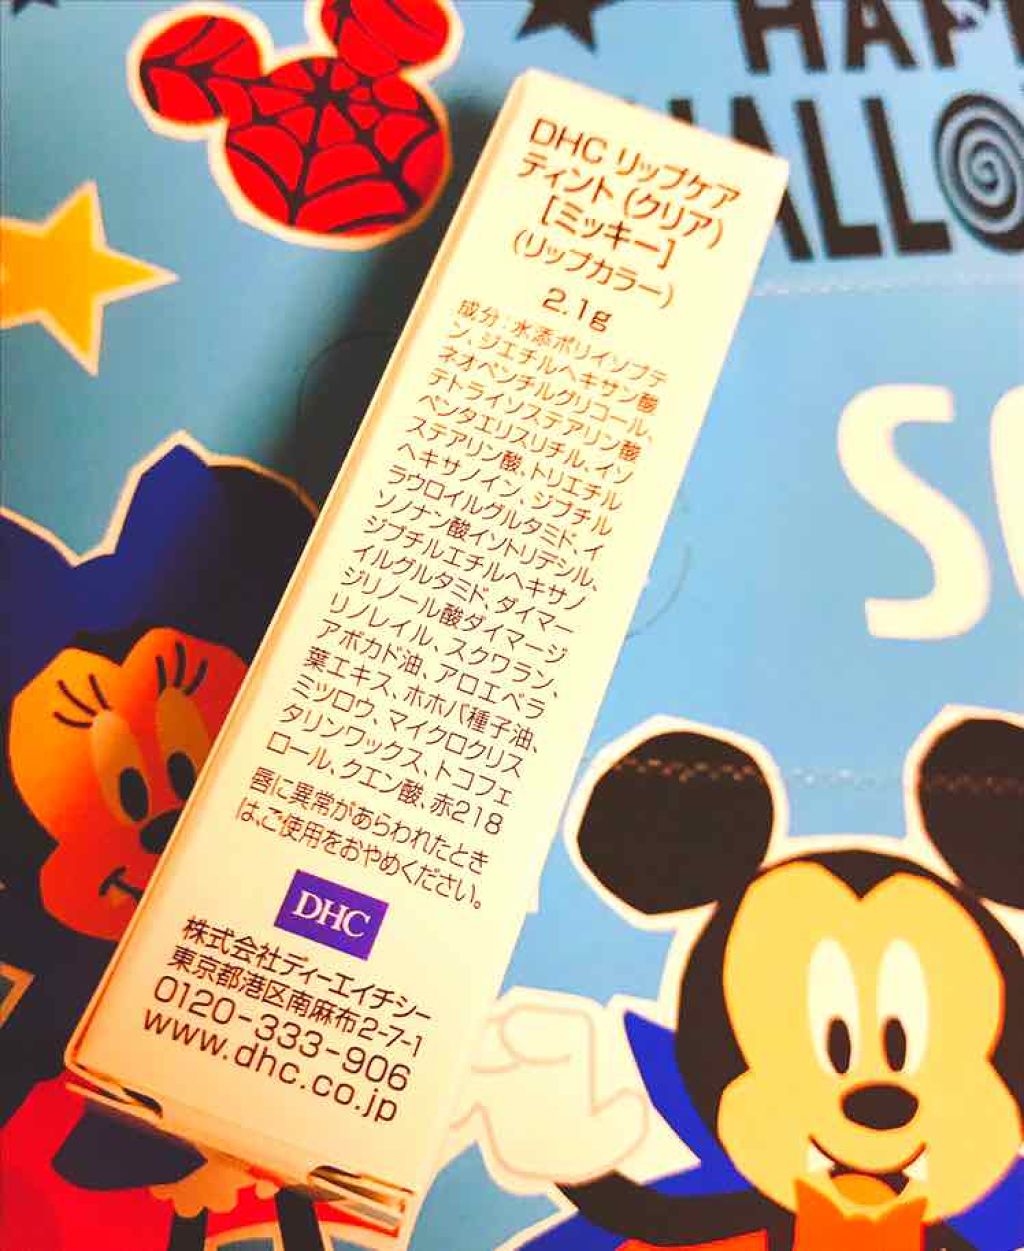 HAP
HALLO
SO
DHC リップケア
ティント(クリア)
[ミッキー]
(リップカラー)
2.1g
成分:水添ポリイソブテ
ン、ジエチルヘキサン酸
ネオペンチルグリコール、
テトライソステアリン酸
ペンタエリスリチル、イソ
ステアリン酸、トリエチル
ヘキサノイン、ジブチル
ラウロイルグルタミド、イ
ソノナン酸イソトリデシル、
ジブチルエチルヘキサノ
イルグルタミド、ダイマー
ジリノール酸ダイマージ
リノレイル、スクワラン、
アボカド油、アロエベラ
葉エキス、ホホバ種子油、
ミツロウ、マイクロクリス
タリンワックス、トコフェ
ロール、クエン酸、赤218
唇に異常があらわれたとき
は、ご使用をおやめください。
DHC
株式会社ディーエイチシー
東京都港区南麻布2-7-1
0120-333-906
www.dhc.co.jp